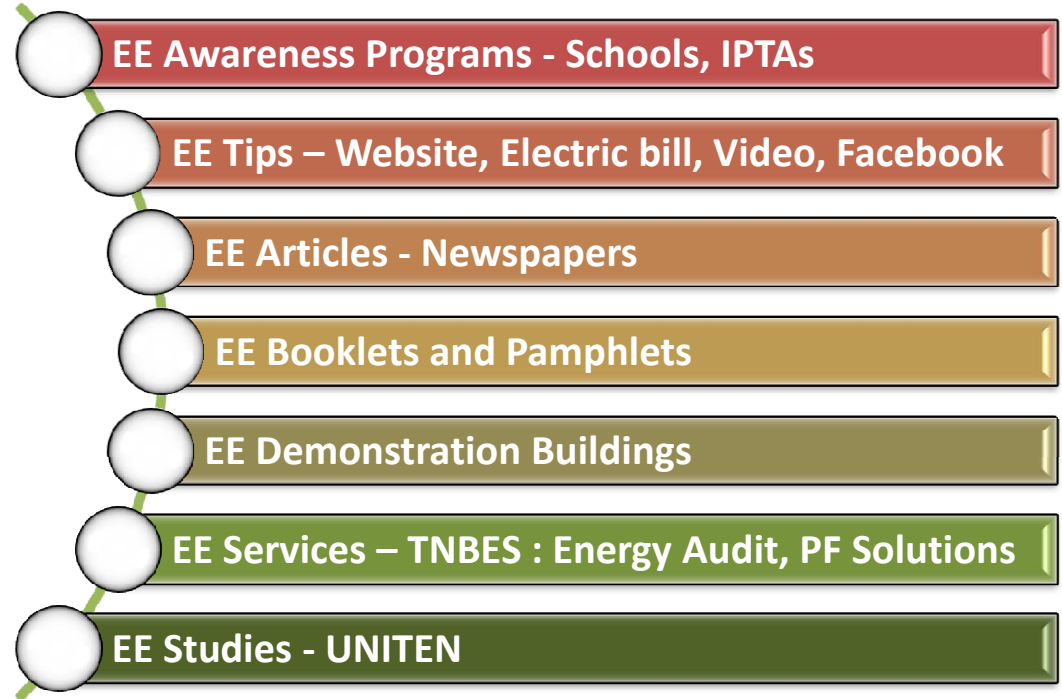 EE Awareness Programs - Schools, IPTAs
EE Tips – Website, Electric bill, Video, Facebook
EE Articles - Newspapers
EE Booklets and Pamphlets
EE Demonstration Buildings
EE Services – TNBES : Energy Audit, PF Solutions
EE Studies - UNITEN